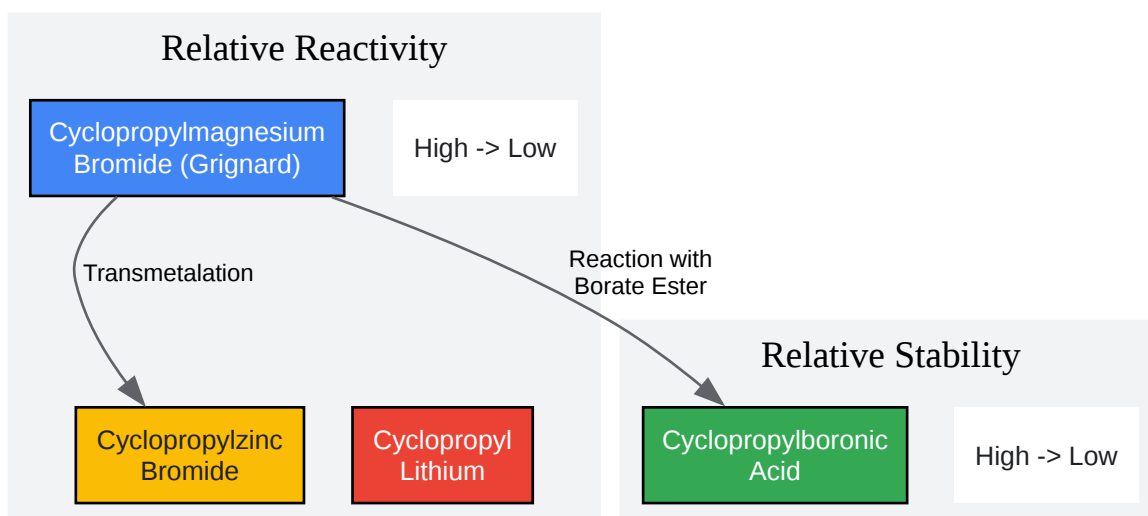 Relative Reactivity
Cyclopropylmagnesium
Bromide (Grignard)
High -> Low
Transmetalation
Reaction with
Borate Ester
Relative Stability
Cyclopropylzinc
Bromide
Cyclopropyl
Lithium
Cyclopropylboronic
Acid
High -> Low